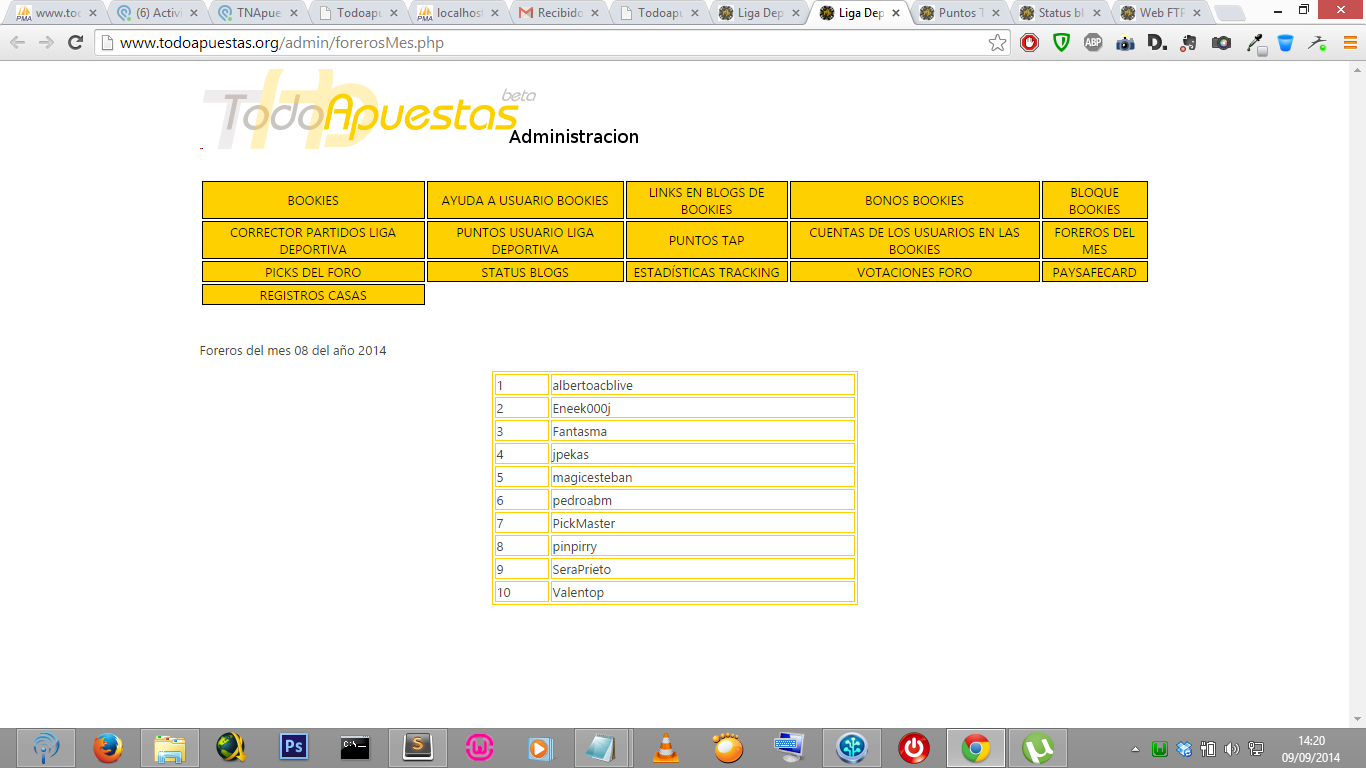 www.too
(6) Activi
TNApue
Todoapu
localhost
Recibido
Todoapu
Liga Dep
Liga Dep
Puntos T
Status bl
Web FTP
www.todoapuestas.org/admin/forerosMes.php
ABP
D.
TodoApuestas beta
Administracion
BOOKIES
AYUDA A USUARIO BOOKIES
LINKS EN BLOGS DE
BOOKIES
BONOS BOOKIES
BLOQUE
BOOKIES
CORRECTOR PARTIDOS LIGA
DEPORTIVA
PUNTOS USUARIO LIGA
DEPORTIVA
PUNTOS TAP
CUENTAS DE LOS USUARIOS EN LAS
BOOKIES
FOREROS DEL
MES
PICKS DEL FORO
STATUS BLOGS
ESTADÍSTICAS TRACKING
VOTACIONES FORO
PAYSAFECARD
REGISTROS CASAS
Foreros del mes 08 del año 2014
1 albertoacblive
2 Eneek000j
3 Fantasma
4 jpekas
5 magicesteban
6 pedroabm
7 PickMaster
8 pinpirry
9 SeraPrieto
10 Valentop
Ps
14:20
09/09/2014